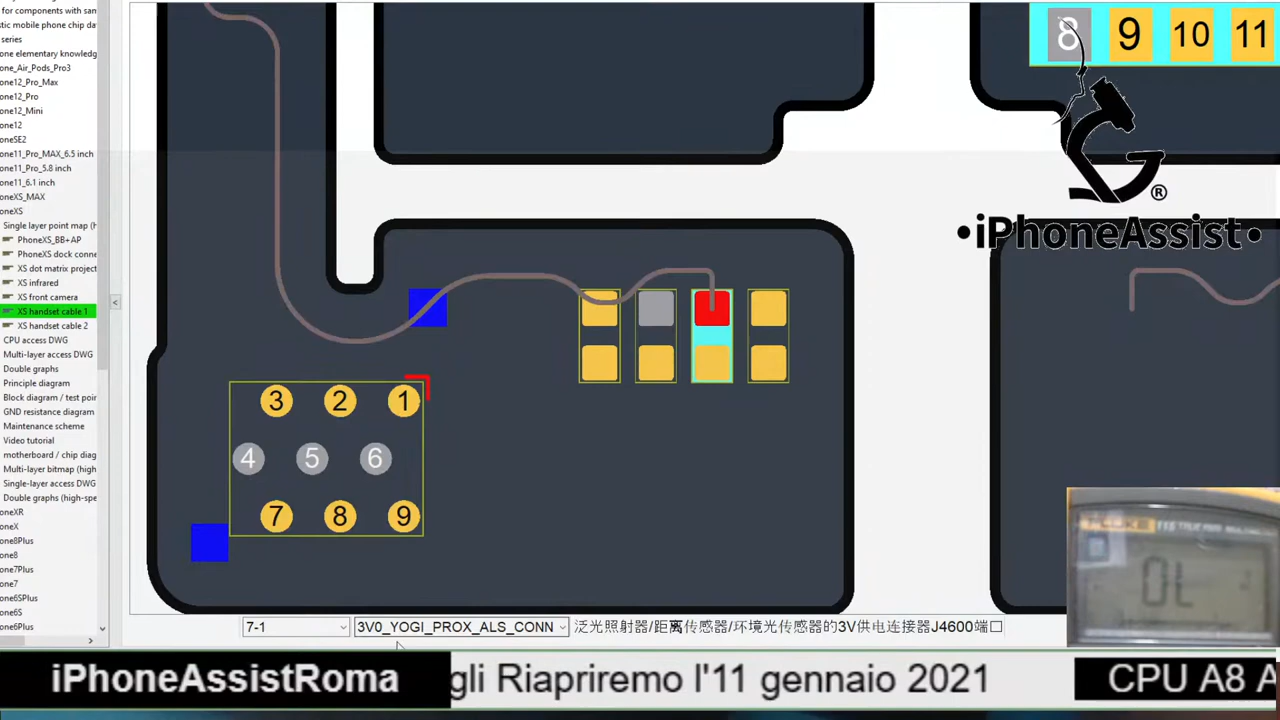 for components with san
stic mobile phone chip da
series
one elementary knowledg
one_Air_Pods_Pro3
one12_Pro_Max
one12_Pro
one12_Mini
one12
oneSE2
one11_Pro_MAX_6.5 inch
one11_Pro_5.8 inch
one11_6.1 inch
oneXS_MAX
oneXS
Single layer point map (h
PhoneXS_BB+AP
PhoneXS dock conne
XS dot matrix project
XS infrared
XS front camera
XS handset cable 1
XS handset cable 2
CPU access DWG
Multi-layer access DWG
Double graphs
Principle diagram
Block diagram / test poin
GND resistance diagram
Maintenance scheme
Video tutorial
motherboard / chip diag
Multi-layer bitmap (high
Single-layer access DWG
Double graphs (high-spe
oneXR
oneX
one8Plus
one8
one7Plus
one7
one6SPlus
one6S
one6Plus
<
8 9 10 11
G®
•iPhoneAssist•
3 2 1
4 5 6
7 8 9
FLUKE
OL
7-1
3V0_YOGI_PROX_ALS_CONN
泛光照射器/距离传感器/环境光传感器的3V供电连接器J4600端口
iPhoneAssistRoma
gli Riapriremo l'11 gennaio 2021
CPU A8 A